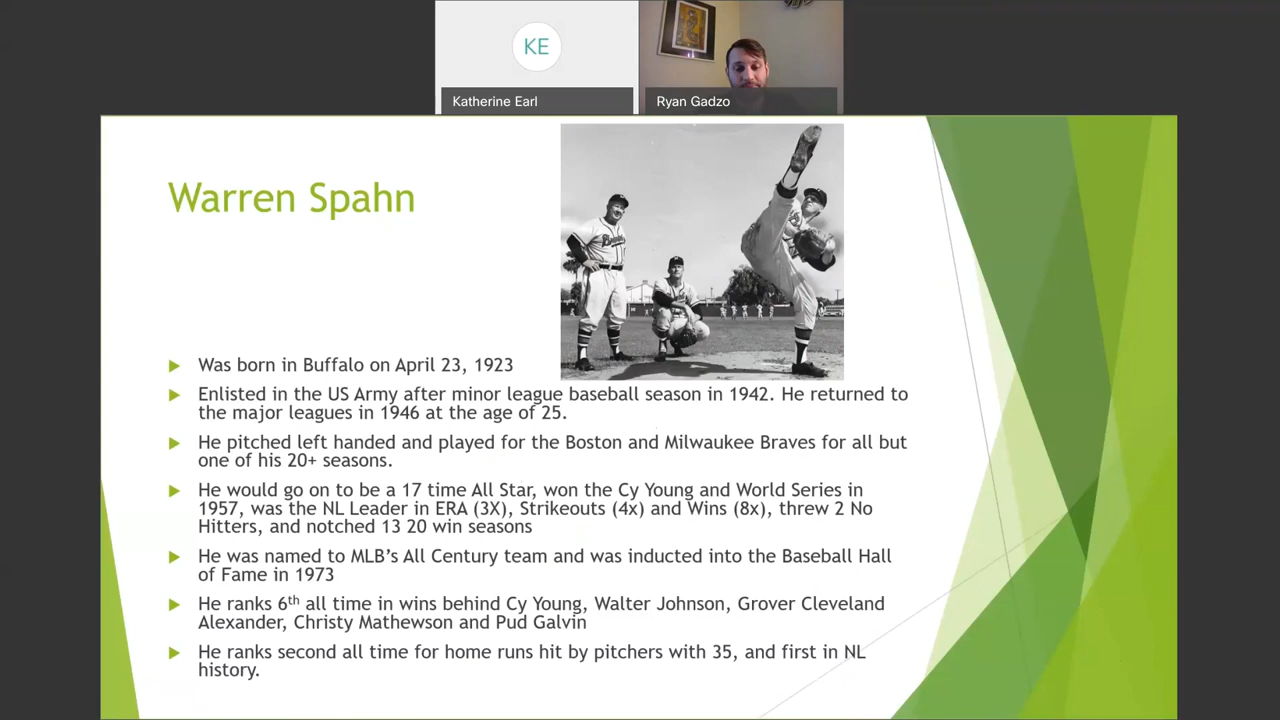 KE
Katherine Earl
Ryan Gadzo
Warren Spahn
Braves
Was born in Buffalo on April 23, 1923
Enlisted in the US Army after minor league baseball season in 1942. He returned to
the major leagues in 1946 at the age of 25.
He pitched left handed and played for the Boston and Milwaukee Braves for all but
one of his 20+ seasons.
He would go on to be a 17 time All Star, won the Cy Young and World Series in
1957, was the NL Leader in ERA (3X), Strikeouts (4x) and Wins (8x), threw 2 No
Hitters, and notched 13 20 win seasons
He was named to MLB’s All Century team and was inducted into the Baseball Hall
of Fame in 1973
He ranks 6th all time in wins behind Cy Young, Walter Johnson, Grover Cleveland
Alexander, Christy Mathewson and Pud Galvin
He ranks second all time for home runs hit by pitchers with 35, and first in NL
history.